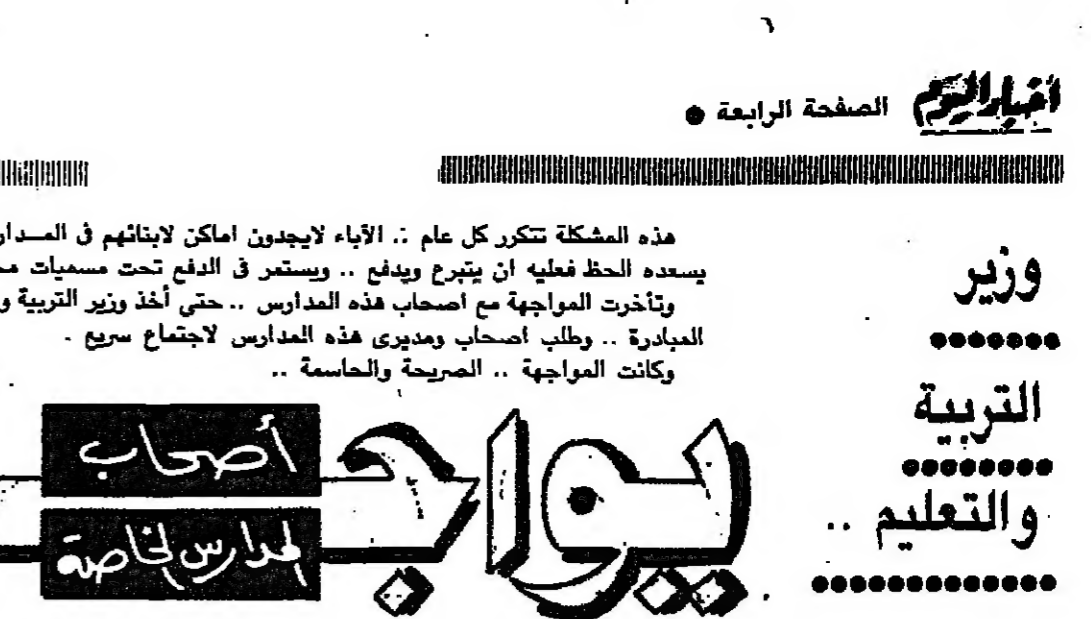 ٦
أخبار اليوم الصفحة الرابعة
وزير
التربية
والتعليم ..
هذه المشكلة تتكرر كل عام .. الآباء لايجدون اماكن لابنائهم فى
يسعده الحظ فعليه ان يتبرع ويدفع .. ويستمر فى الدفع تحت مسميات
وتأخرت المواجهة مع اصحاب هذه المدارس .. حتى أخذ وزير التربية و
المبادرة .. وطلب اصحاب ومديرى هذه المدارس لاجتماع سريع .
وكانت المواجهة .. الصريحة والحاسمة ..
يواجـ
أصحاب
المدارس الخاصة